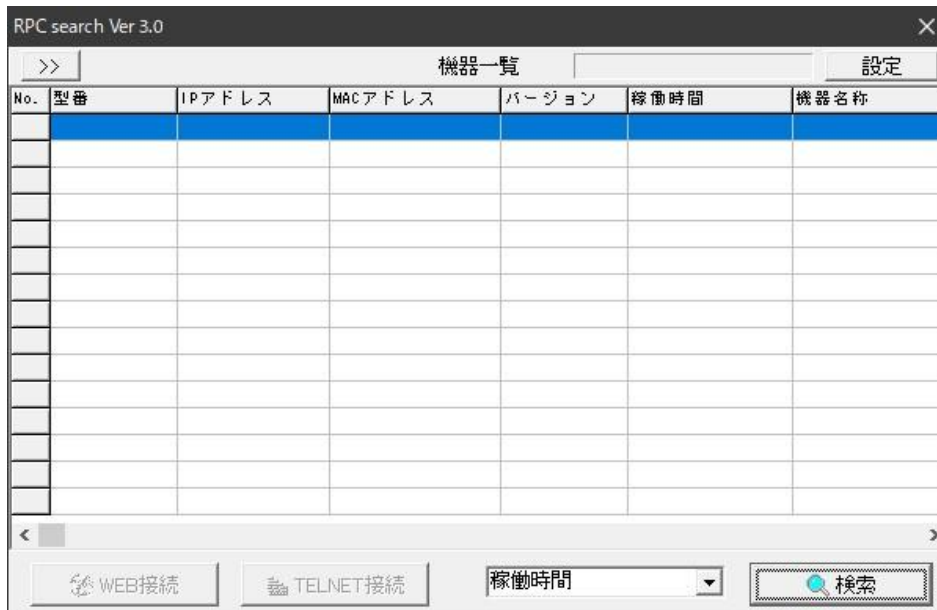 RPC search Ver 3.0
>> 機器一覧 設定
No. 型番 IPアドレス MACアドレス バージョン 稼働時間 機器名称
WEB接続 TELNET接続 稼働時間 検索